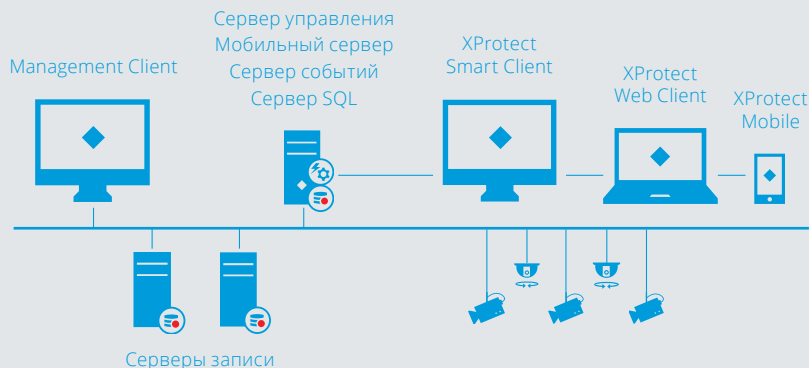 Management Client
Сервер управления
Мобильный сервер
Сервер событий
Сервер SQL
XProtect
Smart Client
XProtect
Web Client
XProtect
Mobile
Серверы записи